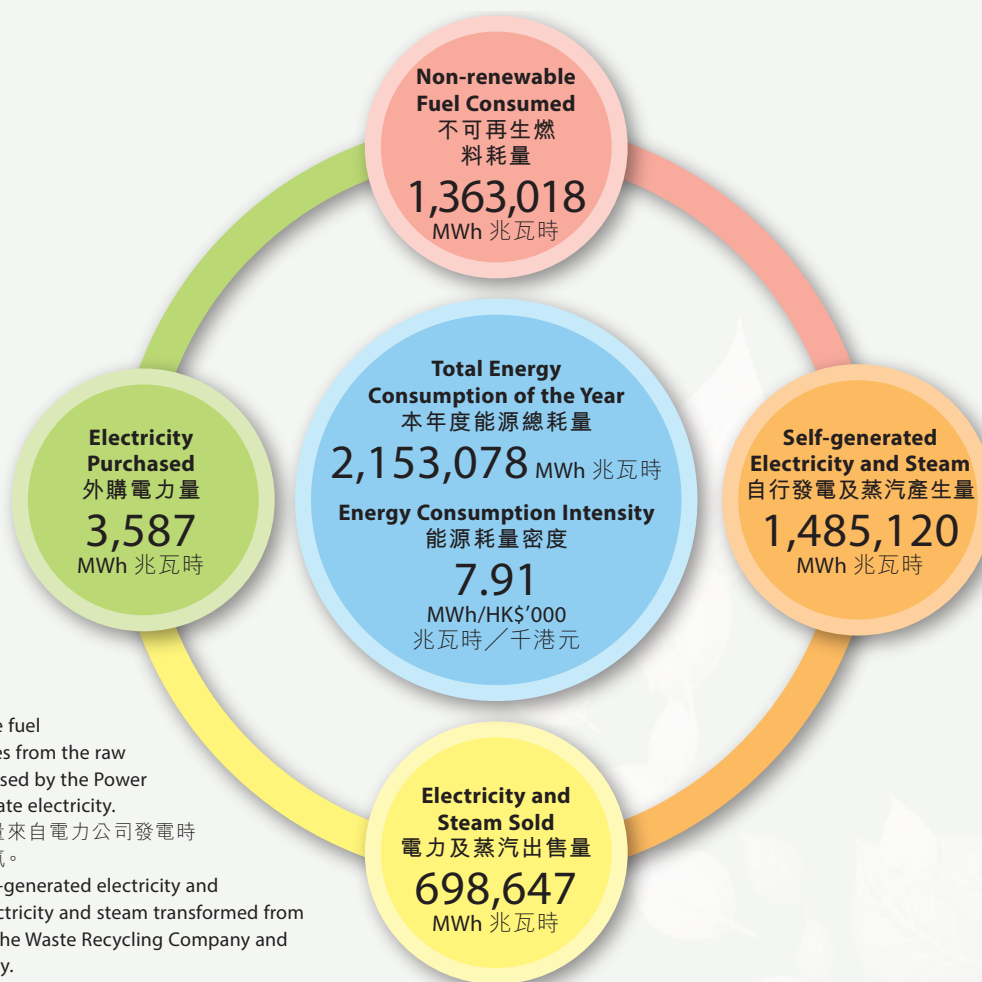 Non-renewable
Fuel Consumed
不可再生燃
料耗量
1,363,018
MWh 兆瓦時
Total Energy
Consumption of the Year
本年度能源總耗量
2,153,078 MWh 兆瓦時
Energy Consumption Intensity
能源耗量密度
7.91
MWh/HK$'000
兆瓦時／千港元
Electricity
Purchased
外購電力量
3,587
MWh 兆瓦時
Self-generated
Electricity and Steam
自行發電及蒸汽產生量
1,485,120
MWh 兆瓦時
Electricity and
Steam Sold
電力及蒸汽出售量
698,647
MWh 兆瓦時
fuel
from the raw
by the Power
electricity.
來自電力公司發電時
。
-generated electricity and
electricity and steam transformed from
the Waste Recycling Company and